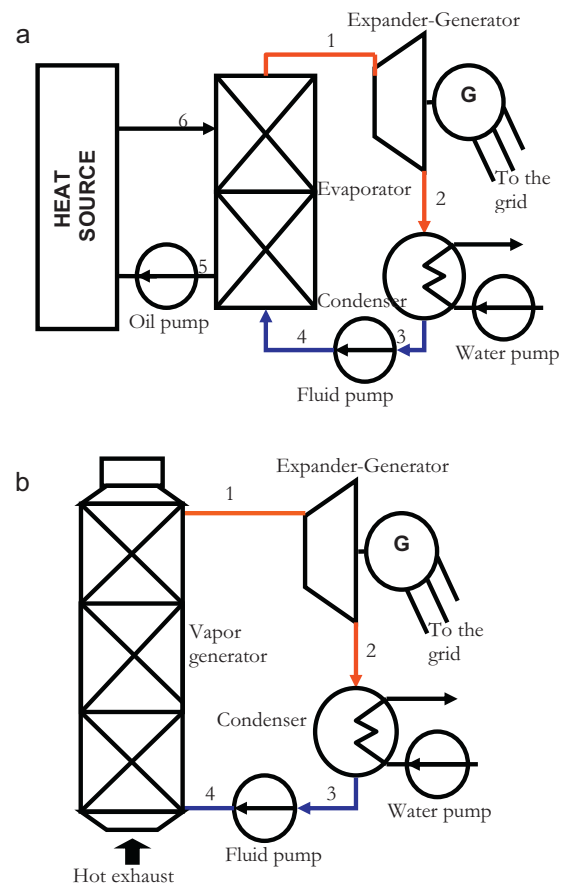 a
Expander-Generator
1
G
6
HEAT
SOURCE
Evaporator
To the
grid
2
5
Condenser
Oil pump
4
3
Water pump
Fluid pump
b
Expander-Generator
1
G
Vapor
generator
To the
grid
2
Condenser
4
3
Water pump
Fluid pump
Hot exhaust